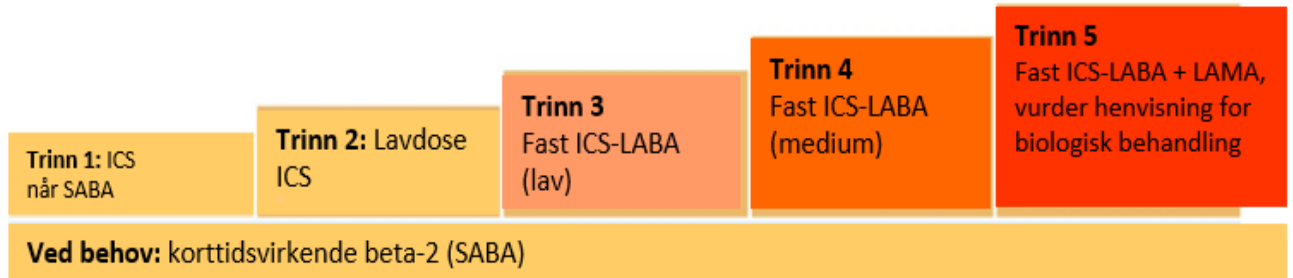 Trinn 1: ICS
når SABA
Trinn 2: Lavdose
ICS
Trinn 3
Fast ICS-LABA
(lav)
Trinn 4
Fast ICS-LABA
(medium)
Trinn 5
Fast ICS-LABA + LAMA,
vurder henvisning for
biologisk behandling
Ved behov: korttidsvirkende beta-2 (SABA)